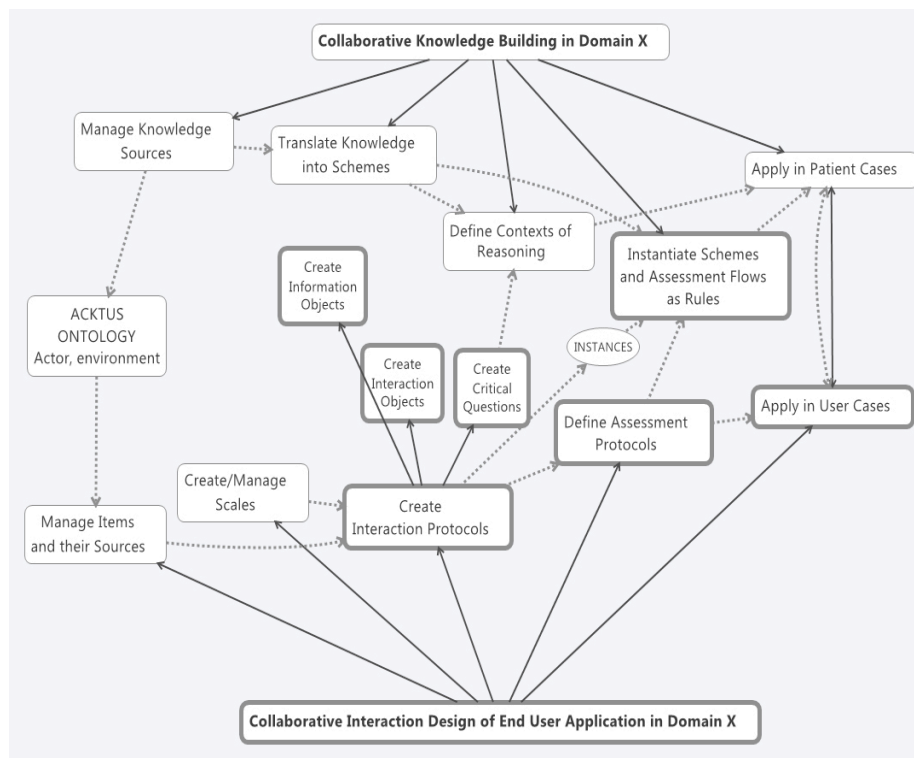 Collaborative Knowledge Building in Domain X
Manage Knowledge
Sources
Translate Knowledge
into Schemes
Apply in Patient Cases
Define Contexts of
Reasoning
Instantiate Schemes
and Assessment Flows
as Rules
Create
Information
Objects
ACKTUS
ONTOLOGY
Actor, environment
INSTANCES
Create
Interaction
Objects
Create
Critical
Questions
Apply in User Cases
Define Assessment
Protocols
Create/Manage
Scales
Create
Interaction Protocols
Manage Items
and their Sources
Collaborative Interaction Design of End User Application in Domain X